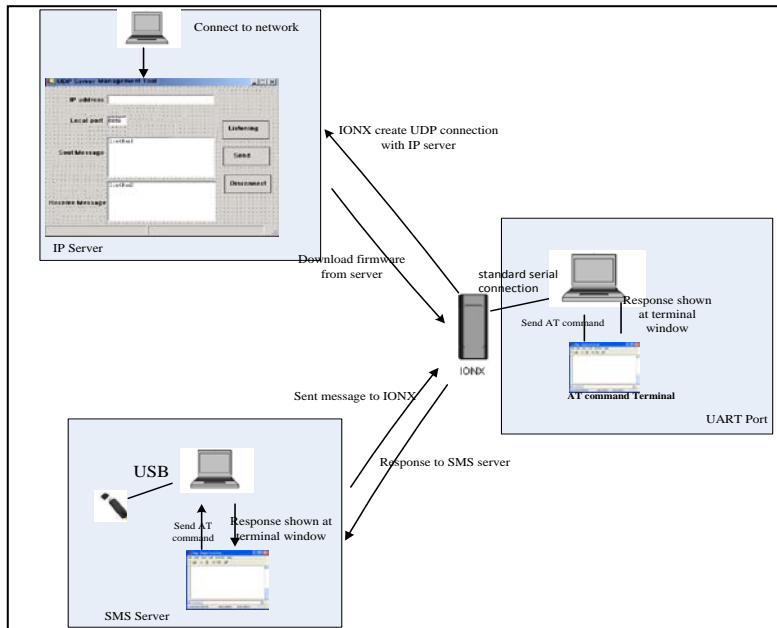 Connect to network
UDP Server Management Tool
IP address
Local port
Listening
Sent Message
Send
Disconnect
Receive Message
IP Server
IONX create UDP connection
with IP server
Download firmware
from server
standard serial
connection
Response shown
at terminal
window
Send AT command
AT command Terminal
UART Port
IONX
Sent message to IONX
Response to SMS server
USB
Send AT
command
Response shown at
terminal window
SMS Server